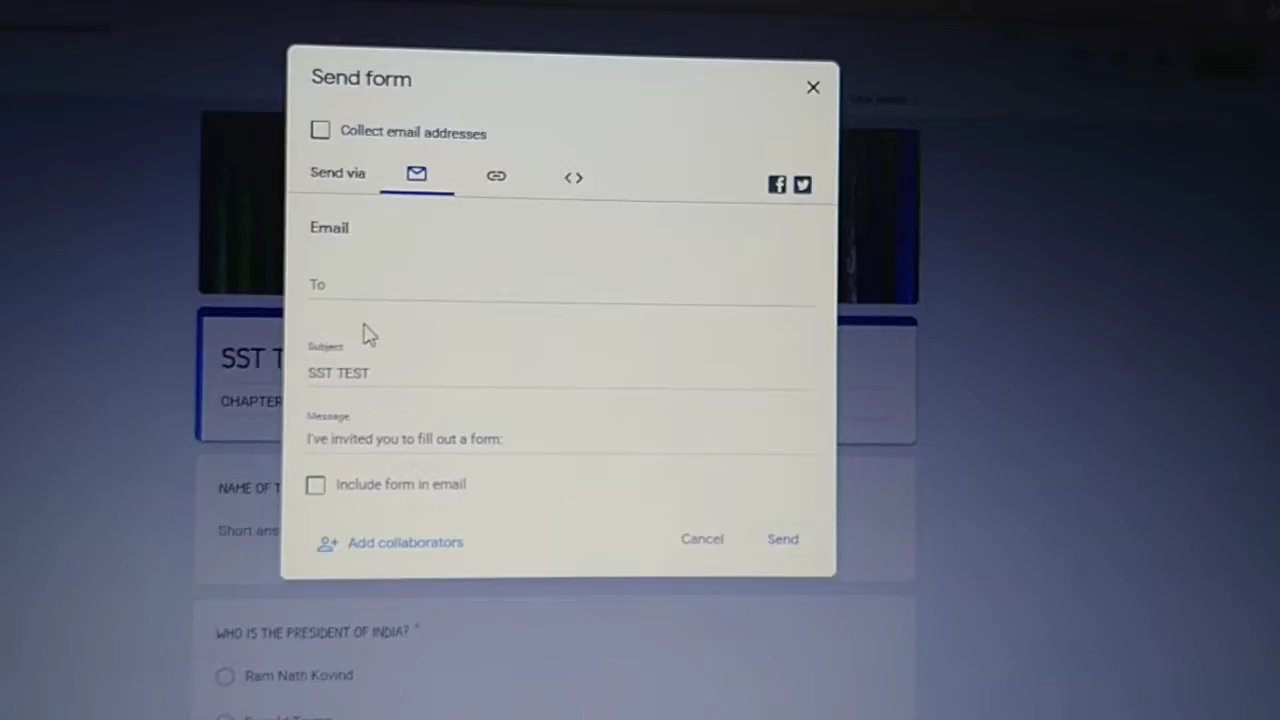 Send form
Collect email addresses
Send via
Email
To
Subject
SST TEST
Message
I've invited you to fill out a form:
Include form in email
Add collaborators
Cancel
Send
SST T
CHAPTER
NAME OF T
Short ans
WHO IS THE PRESIDENT OF INDIA? *
Ram Nath Kovind